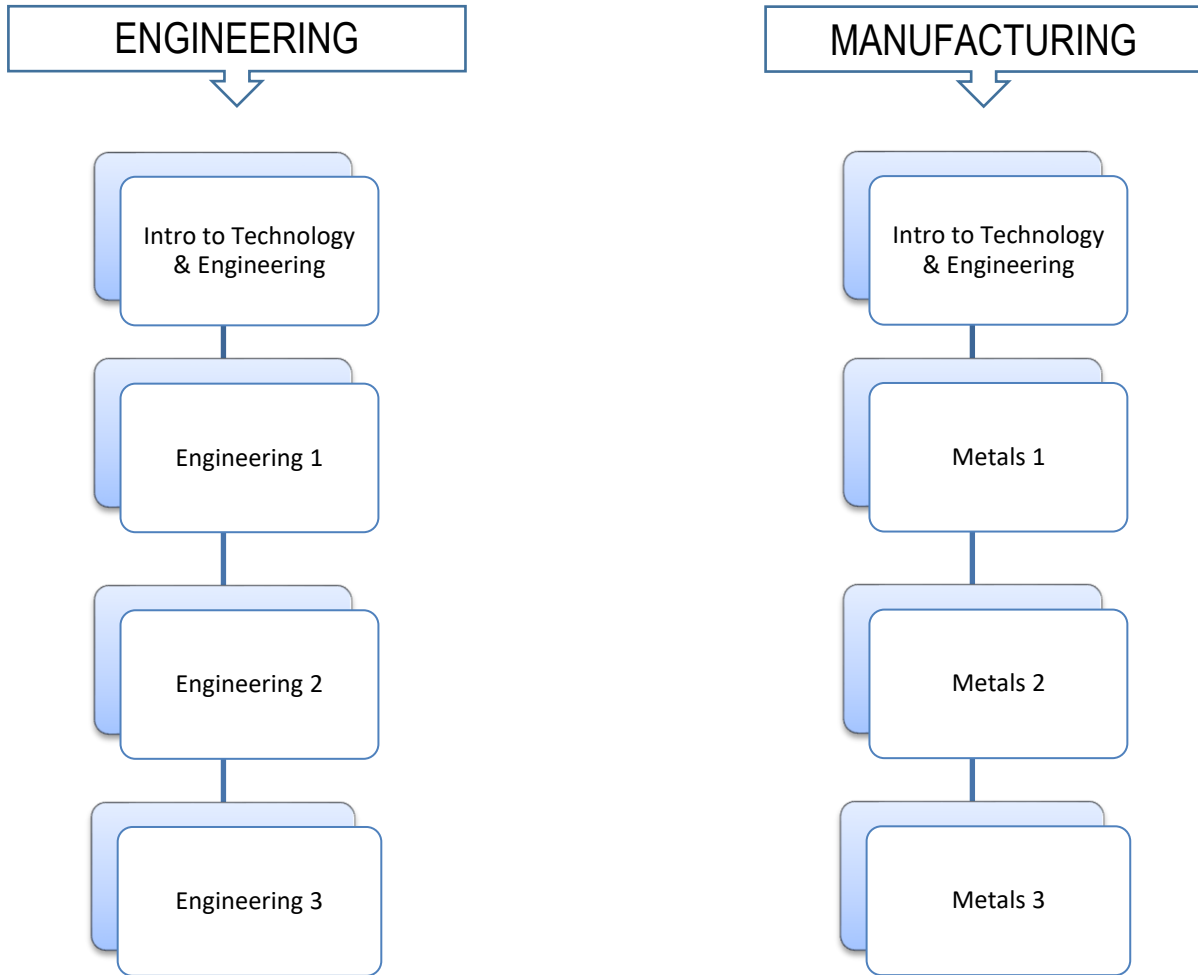 ENGINEERING
Intro to Technology
& Engineering
Engineering 1
Engineering 2
Engineering 3
MANUFACTURING
Intro to Technology
& Engineering
Metals 1
Metals 2
Metals 3